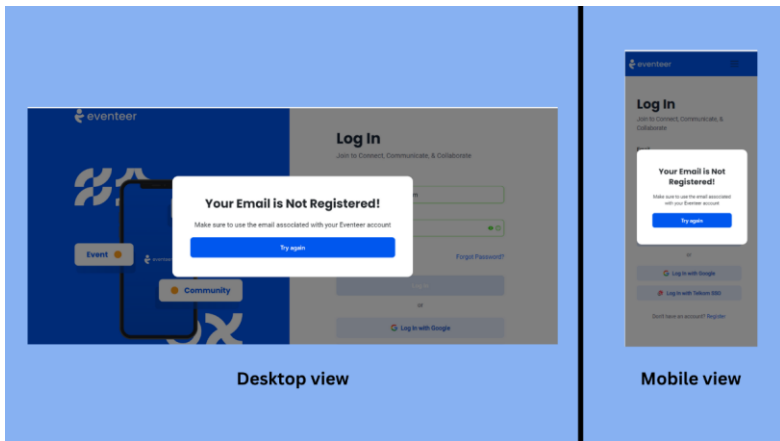 eventeer
Log In
Join to Connect, Communicate, & Collaborate
Your Email is Not Registered!
Make sure to use the email associated with your Eventeer account
Try again
Event
Community
Forgot Password?
Log In
or
Log In with Google
Desktop view
eventeer
Log In
Join to Connect, Communicate, &
Collaborate
Your Email is Not
Registered!
Make sure to use the email associated
with your Eventeer account
Try again
or
Log In with Google
Log In with Telkom SSO
Don't have an account? Register
Mobile view